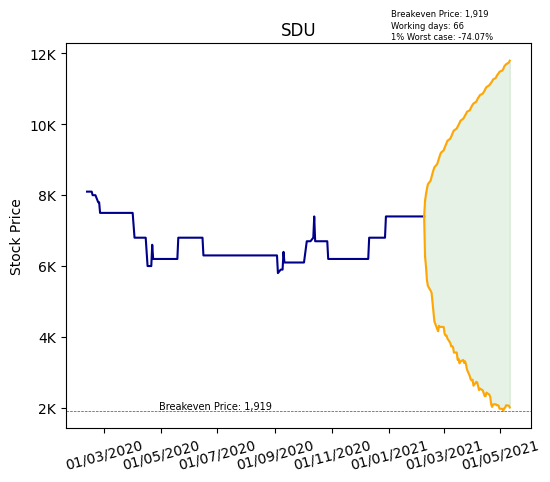 Breakeven Price: 1,919
Working days: 66
1% Worst case: -74.07%
SDU
12K
10K
8K
6K
4K
2K
Stock Price
Breakeven Price: 1,919
01/03/2020
01/05/2020
01/07/2020
01/09/2020
01/11/2020
01/01/2021
01/03/2021
01/05/2021